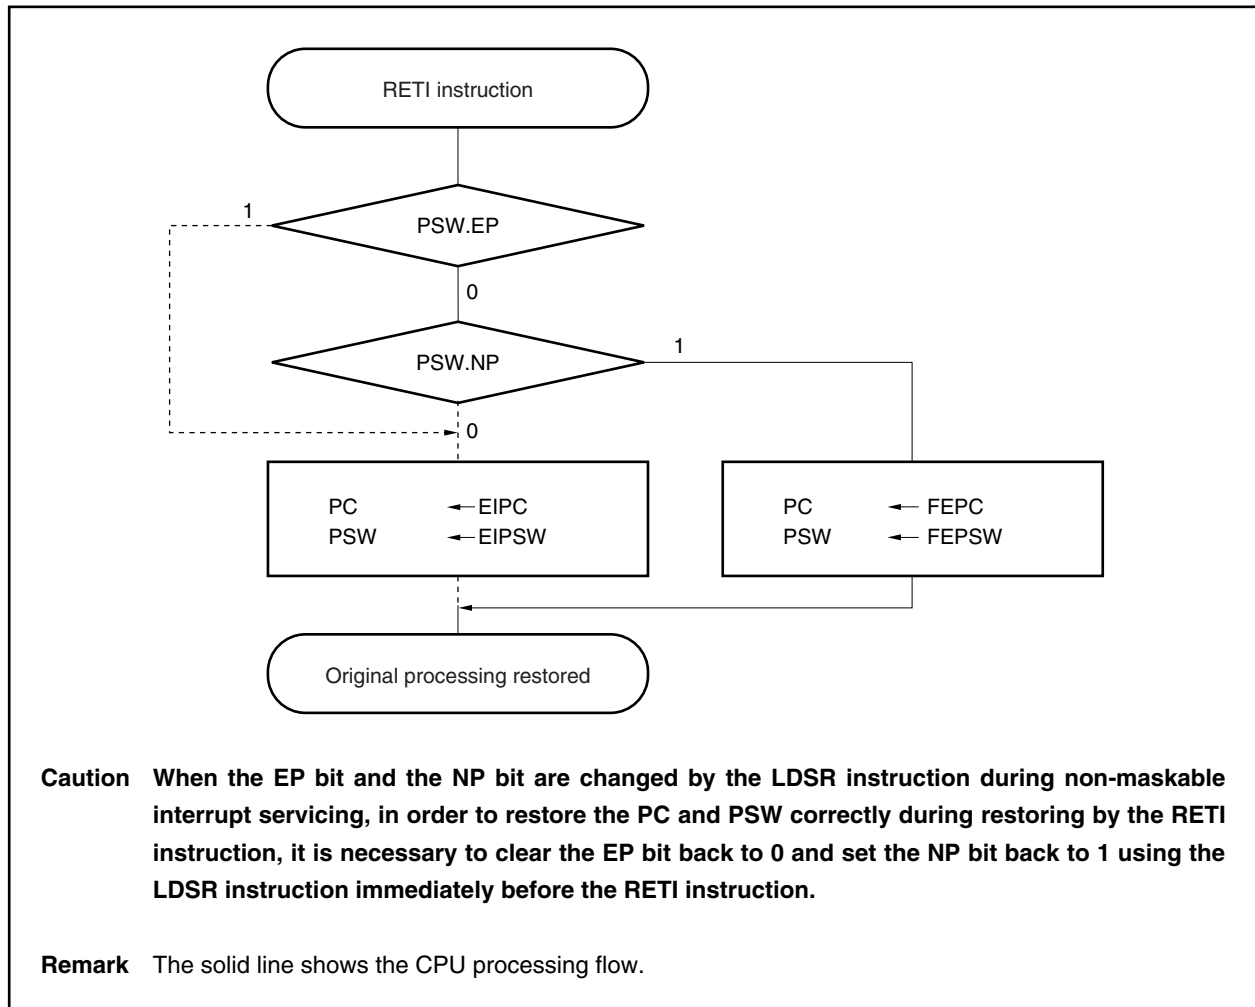 RETI instruction
1
PSW.EP
0
PSW.NP
1
0
PC ← EIPC
PSW ← EIPSW
PC ← FEPC
PSW ← FEPSW
Original processing restored
Caution When the EP bit and the NP bit are changed by the LDSR instruction during non-maskable
interrupt servicing, in order to restore the PC and PSW correctly during restoring by the RETI
instruction, it is necessary to clear the EP bit back to 0 and set the NP bit back to 1 using the
LDSR instruction immediately before the RETI instruction.
Remark The solid line shows the CPU processing flow.